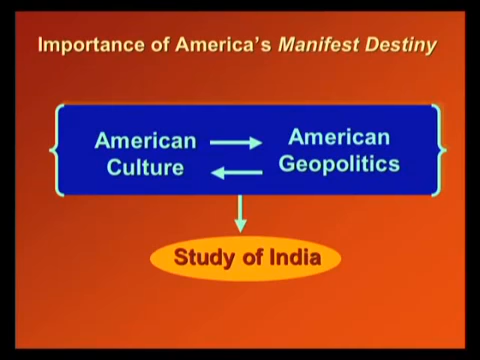 Importance of America's Manifest Destiny
American
Culture
American
Geopolitics
Study of India